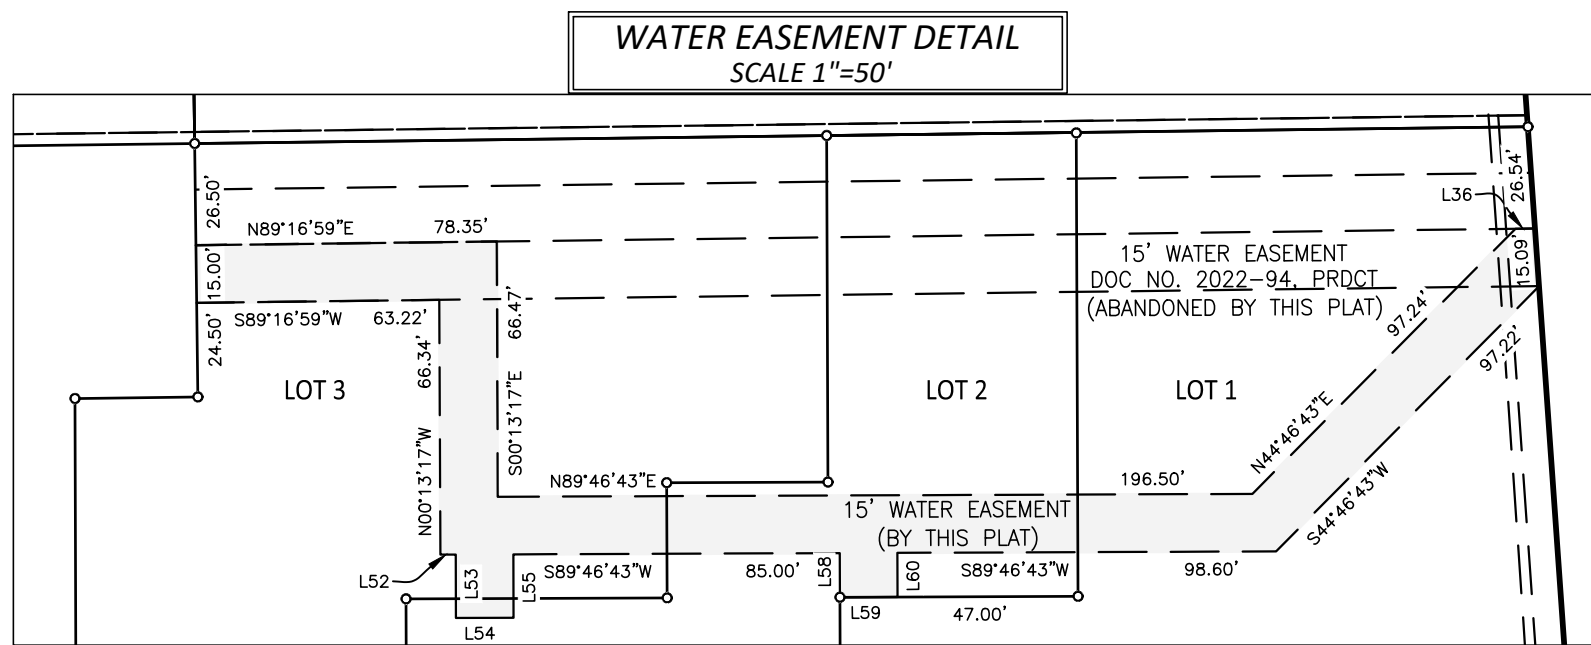 WATER EASEMENT DETAIL
SCALE 1"=50'
26.50'
26.54'
L36
N89°16'59"E
78.35'
15.00'
15' WATER EASEMENT
DOC NO. 2022-94, PRDCT
(ABANDONED BY THIS PLAT)
15.09'
S89°16'59"W
63.22'
66.47'
24.50'
66.34'
97.24'
97.22'
LOT 3
LOT 2
LOT 1
N00°13'17"W
S00°13'17"E
N44°46'43"E
S44°46'43"W
N89°46'43"E
196.50'
15' WATER EASEMENT
(BY THIS PLAT)
L52
L53
L55
S89°46'43"W
85.00'
L58
L60
S89°46'43"W
98.60'
L54
L59
47.00'